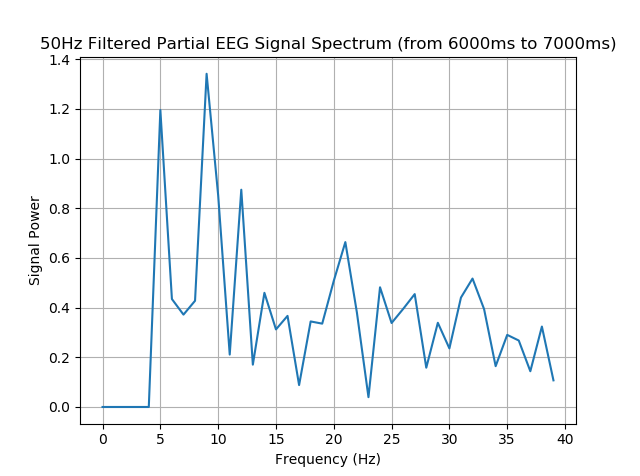 50Hz Filtered Partial EEG Signal Spectrum (from 6000ms to 7000ms)
1.4
1.2
1.0
0.8
0.6
0.4
0.2
0.0
Signal Power
0 5 10 15 20 25 30 35 40
Frequency (Hz)